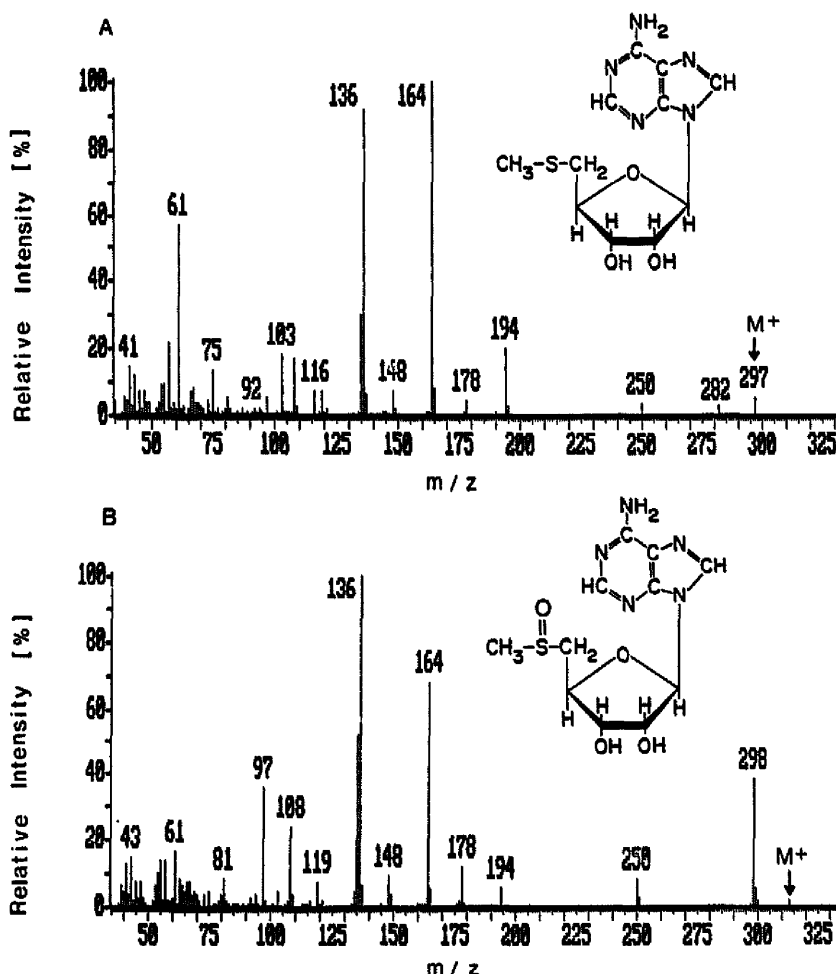 A
NH₂
C
N
C
N
HC
C
CH
N
N
CH₃-S-CH₂
O
H
H
H
H
OH
OH
Relative Intensity [%]
100
80
60
40
20
0
41
61
75
92
103
116
136
148
164
178
194
250
282
M⁺
297
50
75
100
125
150
175
200
225
250
275
300
325
m/z
B
NH₂
C
N
C
N
HC
C
CH
N
N
O
CH₃-S-CH₂
O
H
H
H
H
OH
OH
Relative Intensity [%]
100
80
60
40
20
0
43
61
81
97
108
119
136
148
164
178
194
250
298
M⁺
50
75
100
125
150
175
200
225
250
275
300
325
m/z